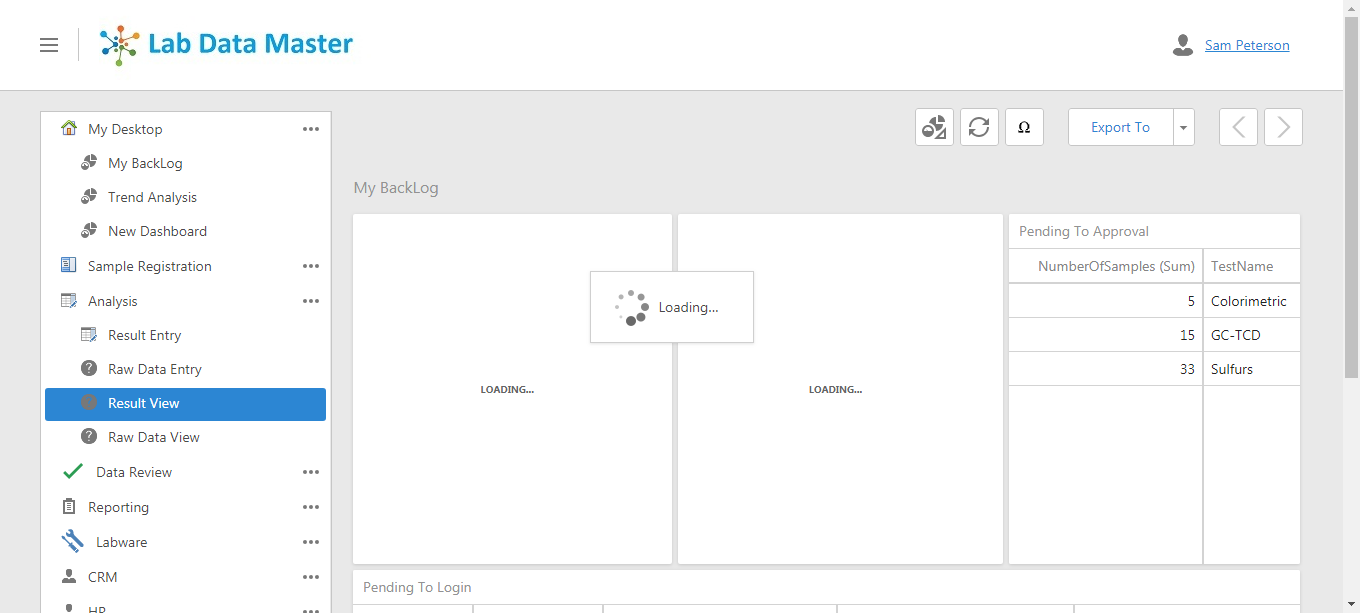 Lab Data Master
Sam Peterson
My Desktop
My BackLog
Trend Analysis
New Dashboard
Sample Registration
Analysis
Result Entry
? Raw Data Entry
? Result View
? Raw Data View
Data Review
Reporting
Labware
CRM
HR
Ω
Export To
My BackLog
LOADING...
Loading...
LOADING...
Pending To Approval
NumberOfSamples (Sum) TestName
5 Colorimetric
15 GC-TCD
33 Sulfurs
Pending To Login